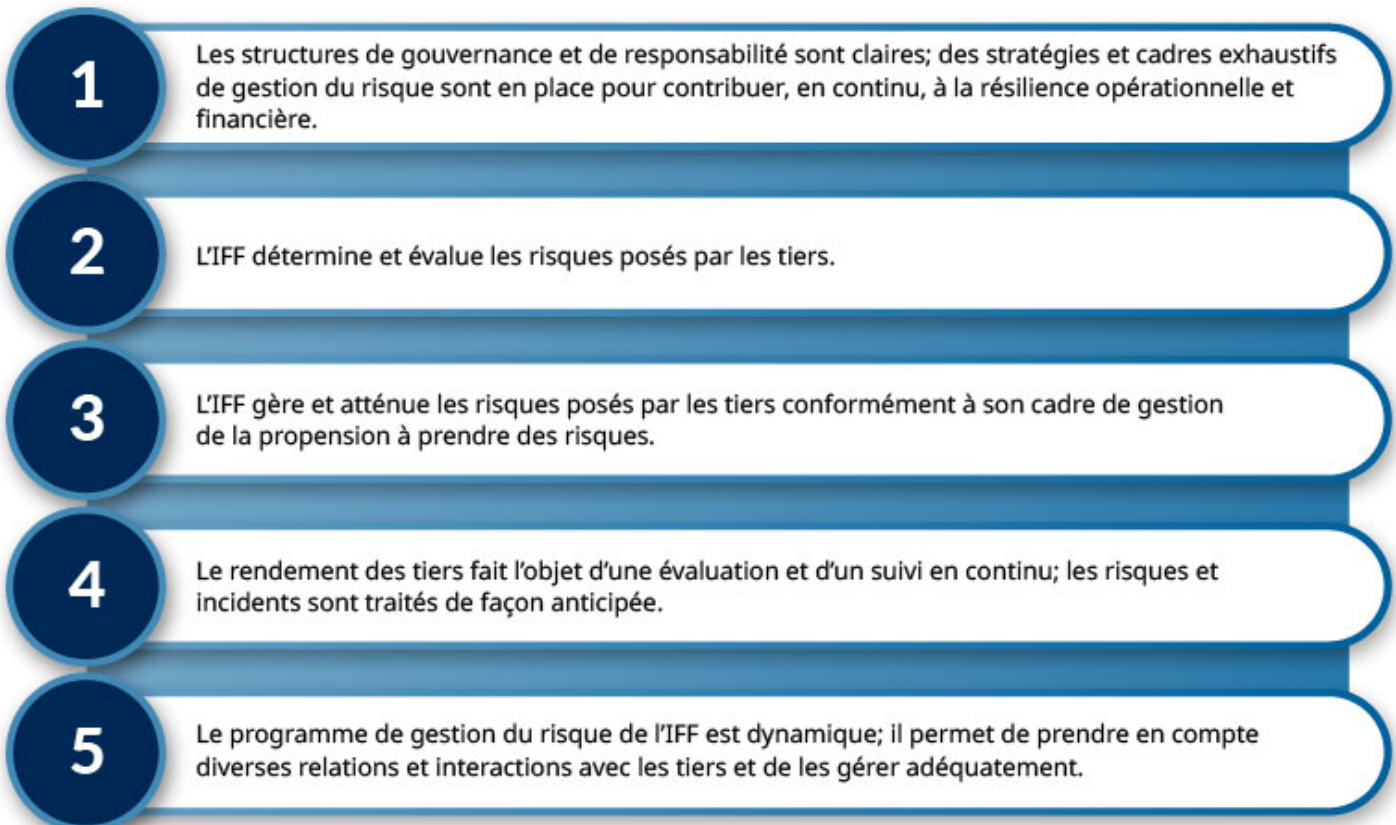 1
Les structures de gouvernance et de responsabilité sont claires; des stratégies et cadres exhaustifs
de gestion du risque sont en place pour contribuer, en continu, à la résilience opérationnelle et
financière.
2
L’IFF détermine et évalue les risques posés par les tiers.
3
L’IFF gère et atténue les risques posés par les tiers conformément à son cadre de gestion
de la propension à prendre des risques.
4
Le rendement des tiers fait l’objet d’une évaluation et d’un suivi en continu; les risques et
incidents sont traités de façon anticipée.
5
Le programme de gestion du risque de l’IFF est dynamique; il permet de prendre en compte
diverses relations et interactions avec les tiers et de les gérer adéquatement.